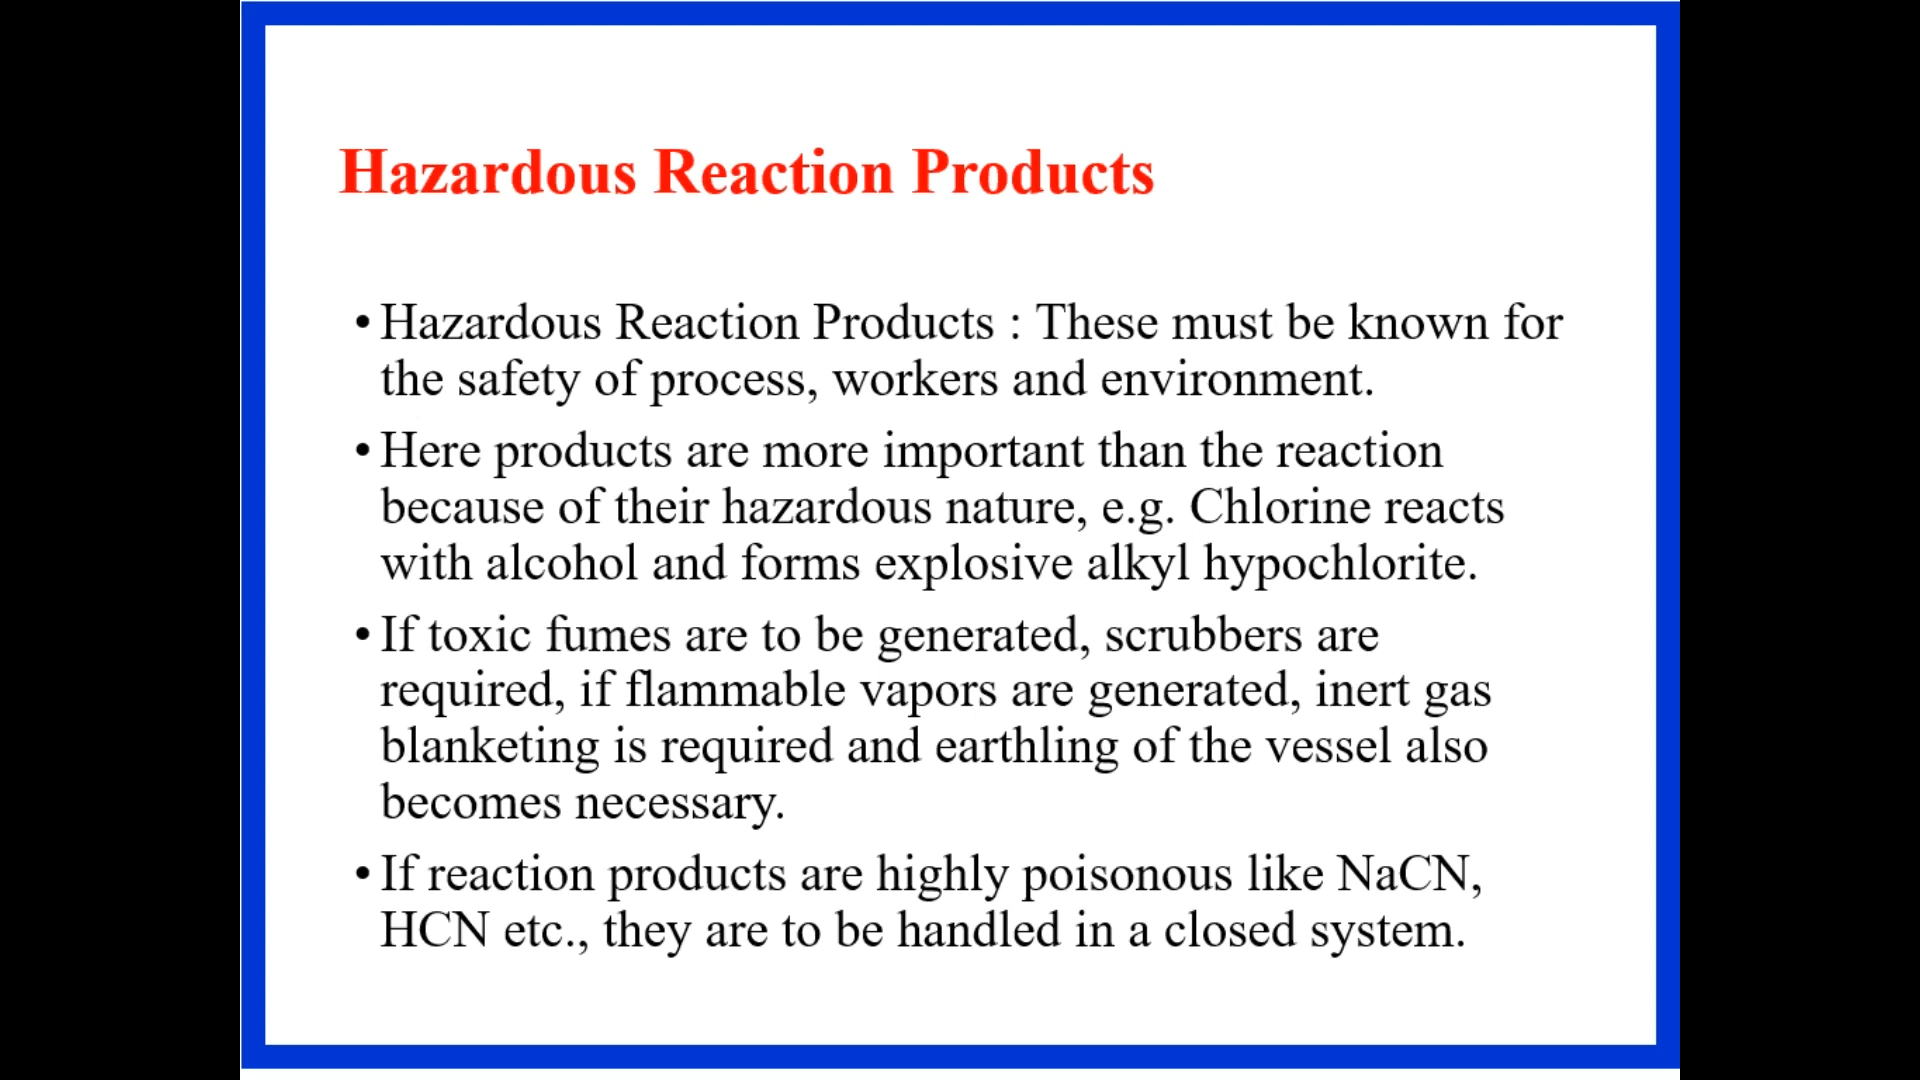 Hazardous Reaction Products
• Hazardous Reaction Products : These must be known for
the safety of process, workers and environment.
• Here products are more important than the reaction
because of their hazardous nature, e.g. Chlorine reacts
with alcohol and forms explosive alkyl hypochlorite.
• If toxic fumes are to be generated, scrubbers are
required, if flammable vapors are generated, inert gas
blanketing is required and earthling of the vessel also
becomes necessary.
• If reaction products are highly poisonous like NaCN,
HCN etc., they are to be handled in a closed system.